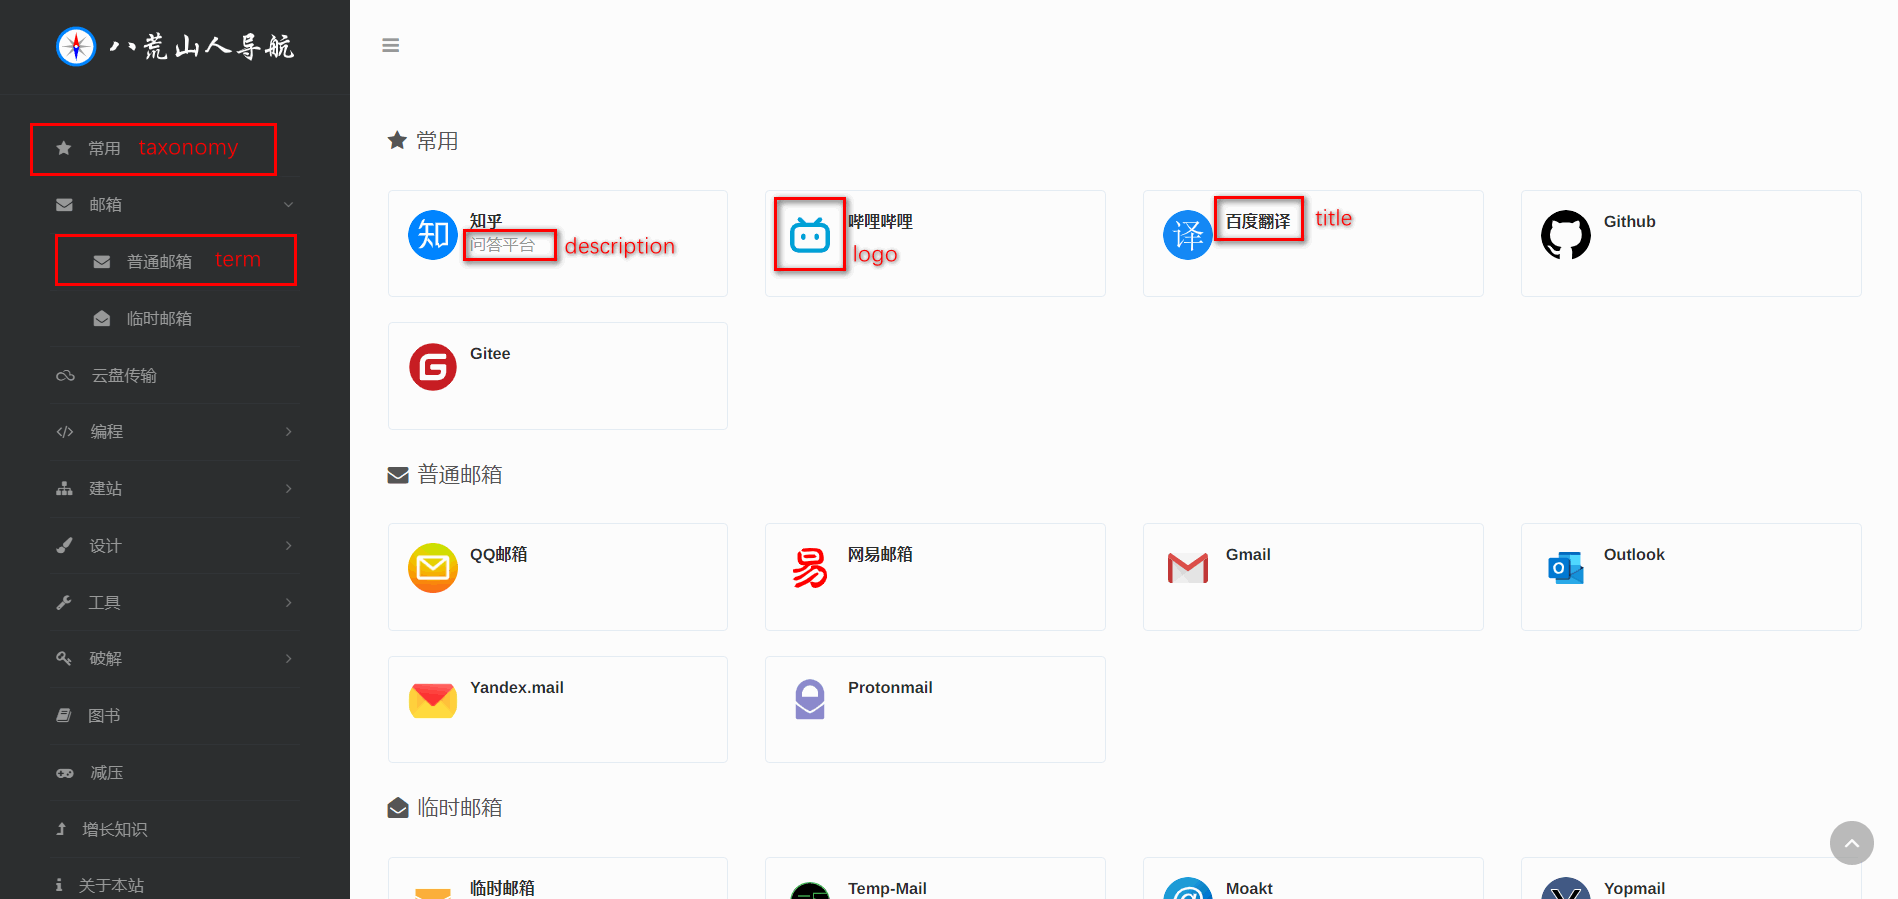 八荒山人导航
常用 taxonomy
邮箱
普通邮箱 term
临时邮箱
云盘传输
编程
建站
设计
工具
破解
图书
减压
增长知识
关于本站
常用
知 知乎
问答平台 description
哔哩哔哩
logo
译 百度翻译 title
Github
G Gitee
普通邮箱
QQ邮箱
易 网易邮箱
Gmail
O Outlook
Yandex.mail
Protonmail
临时邮箱
临时邮箱
Temp-Mail
@ Moakt
Y Yopmail